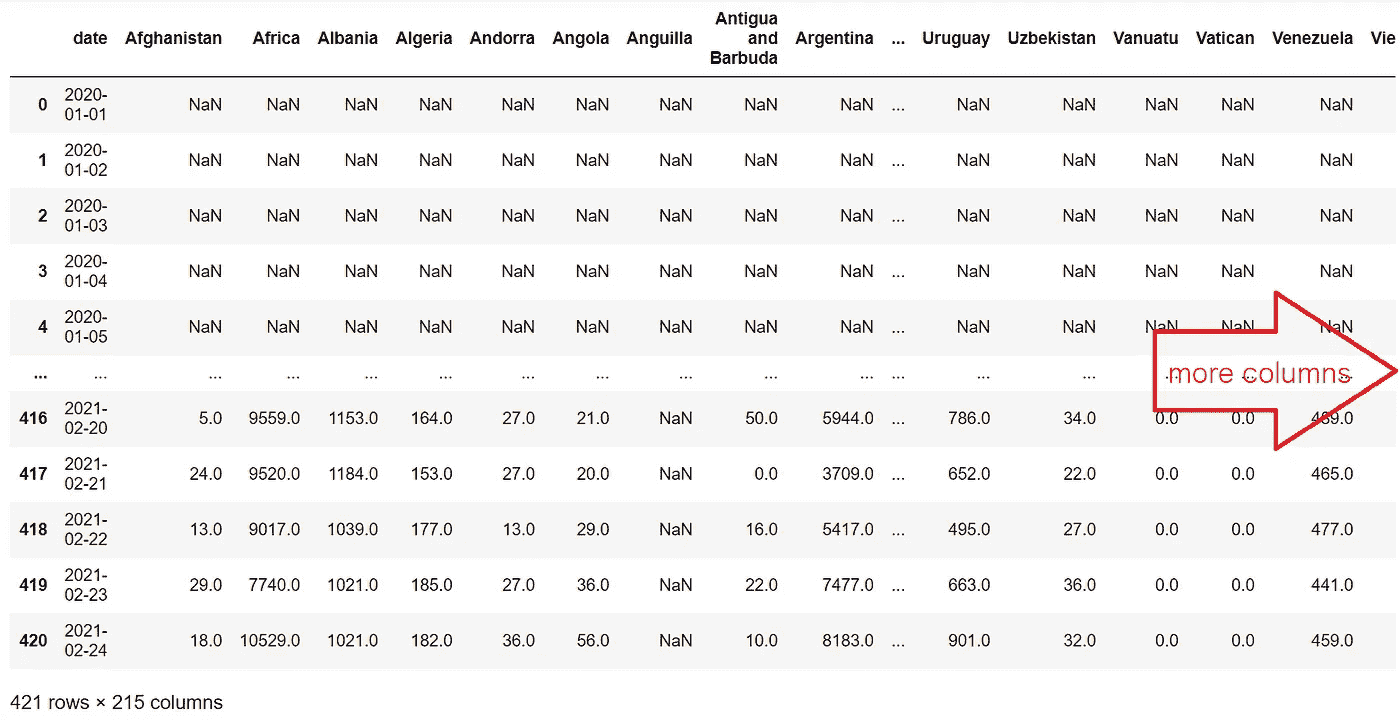 date Afghanistan Africa Albania Algeria Andorra Angola Anguilla Antigua and Barbuda Argentina ... Uruguay Uzbekistan Vanuatu Vatican Venezuela Vie
0 2020-01-01 NaN NaN NaN NaN NaN NaN NaN NaN NaN ... NaN NaN NaN NaN NaN
1 2020-01-02 NaN NaN NaN NaN NaN NaN NaN NaN NaN ... NaN NaN NaN NaN NaN
2 2020-01-03 NaN NaN NaN NaN NaN NaN NaN NaN NaN ... NaN NaN NaN NaN NaN
3 2020-01-04 NaN NaN NaN NaN NaN NaN NaN NaN NaN ... NaN NaN NaN NaN NaN
4 2020-01-05 NaN NaN NaN NaN NaN NaN NaN NaN NaN ... NaN NaN NaN NaN NaN
... ... ... ... ... ... ... ... ... ... ... ... ... ... ... ... ...
more columns
416 2021-02-20 5.0 9559.0 1153.0 164.0 27.0 21.0 NaN 50.0 5944.0 ... 786.0 34.0 0.0 0.0
417 2021-02-21 24.0 9520.0 1184.0 153.0 27.0 20.0 NaN 0.0 3709.0 ... 652.0 22.0 0.0 0.0 465.0
418 2021-02-22 13.0 9017.0 1039.0 177.0 13.0 29.0 NaN 16.0 5417.0 ... 495.0 27.0 0.0 0.0 477.0
419 2021-02-23 29.0 7740.0 1021.0 185.0 27.0 36.0 NaN 22.0 7477.0 ... 663.0 36.0 0.0 0.0 441.0
420 2021-02-24 18.0 10529.0 1021.0 182.0 36.0 56.0 NaN 10.0 8183.0 ... 901.0 32.0 0.0 0.0 459.0
421 rows × 215 columns